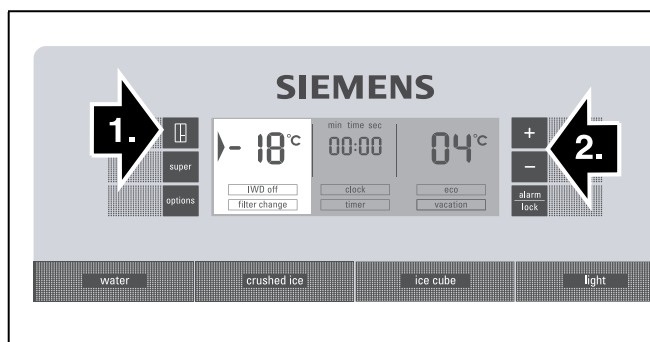 SIEMENS
1.
super
options
- 18°C
IWD off
filter change
min time sec
00:00
clock
timer
04°C
eco
vacation
+
-
alarm
lock
2.
water
crushed ice
ice cube
light